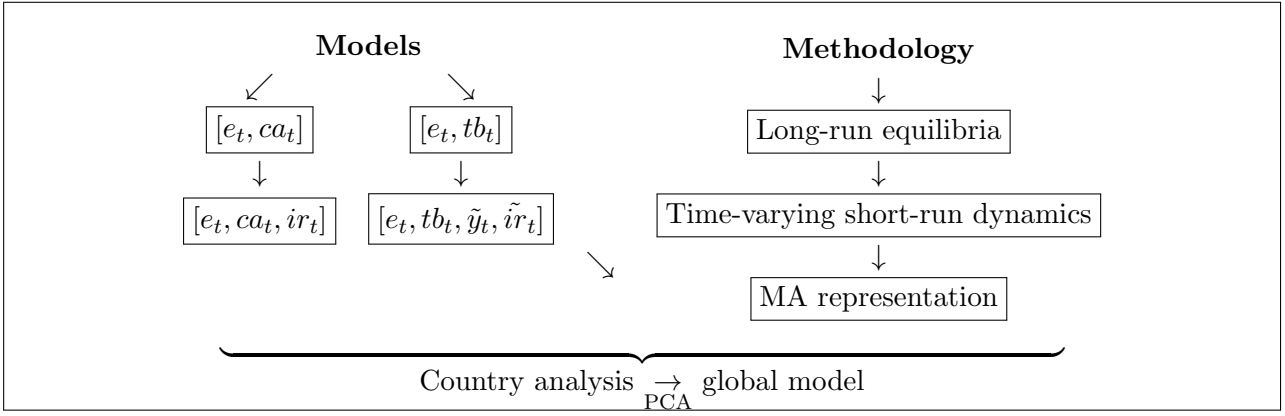 Models
Methodology
[e_t, ca_t]
[e_t, tb_t]
Long-run equilibria
[e_t, ca_t, ir_t]
[e_t, tb_t, ỹ_t, ĩr_t]
Time-varying short-run dynamics
MA representation
Country analysis → global model
PCA